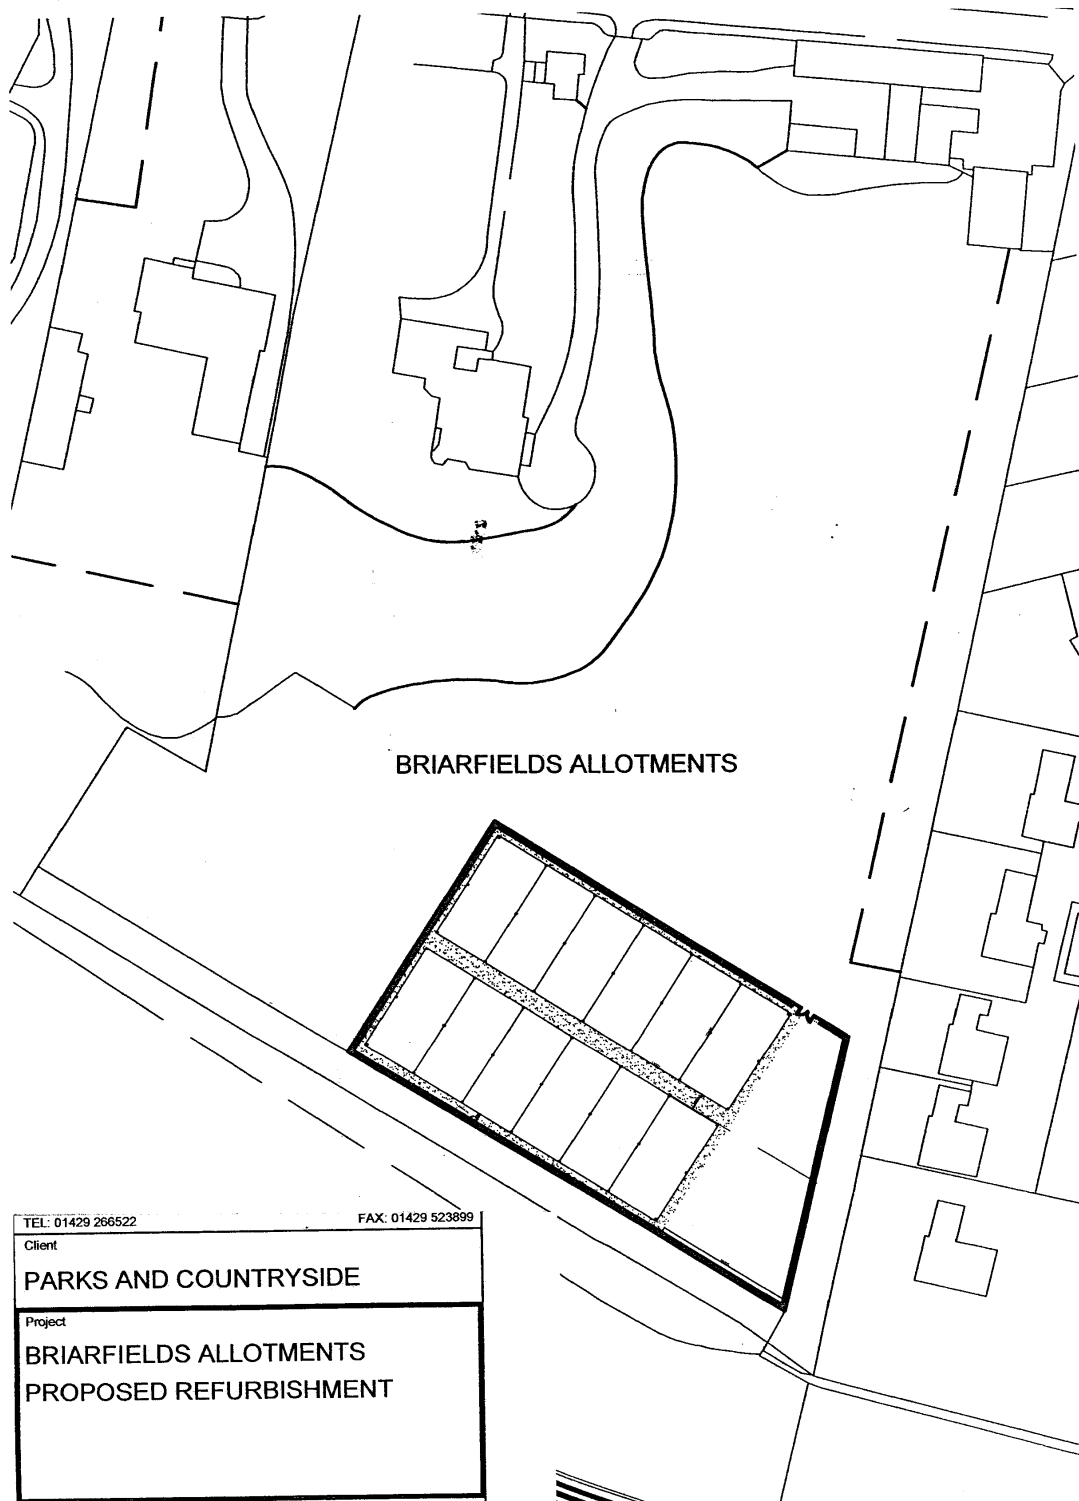 BRIARFIELDS ALLOTMENTS
TEL: 01429 266522 FAX: 01429 523899
Client
PARKS AND COUNTRYSIDE
Project
BRIARFIELDS ALLOTMENTS
PROPOSED REFURBISHMENT